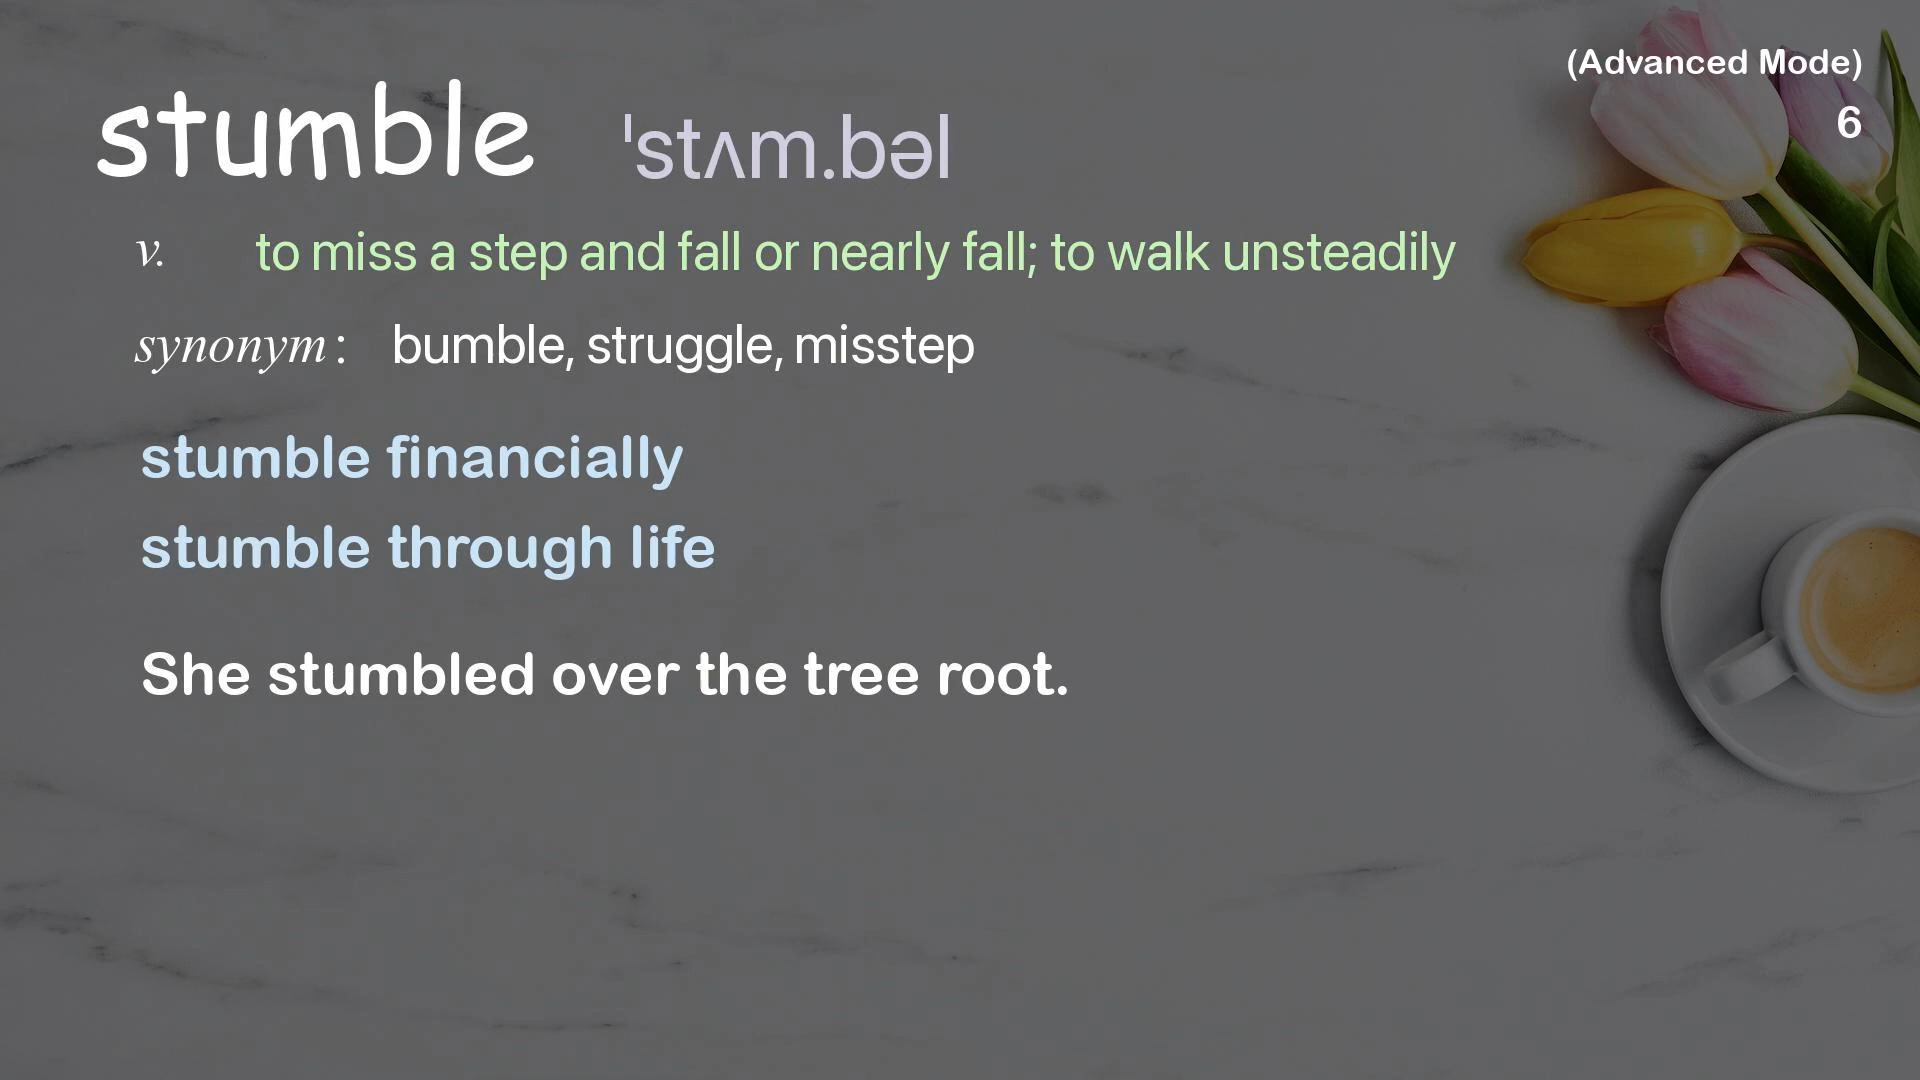 (Advanced Mode)
6
stumble ˈstʌm.bəl
v. to miss a step and fall or nearly fall; to walk unsteadily
synonym: bumble, struggle, misstep
stumble financially
stumble through life
She stumbled over the tree root.